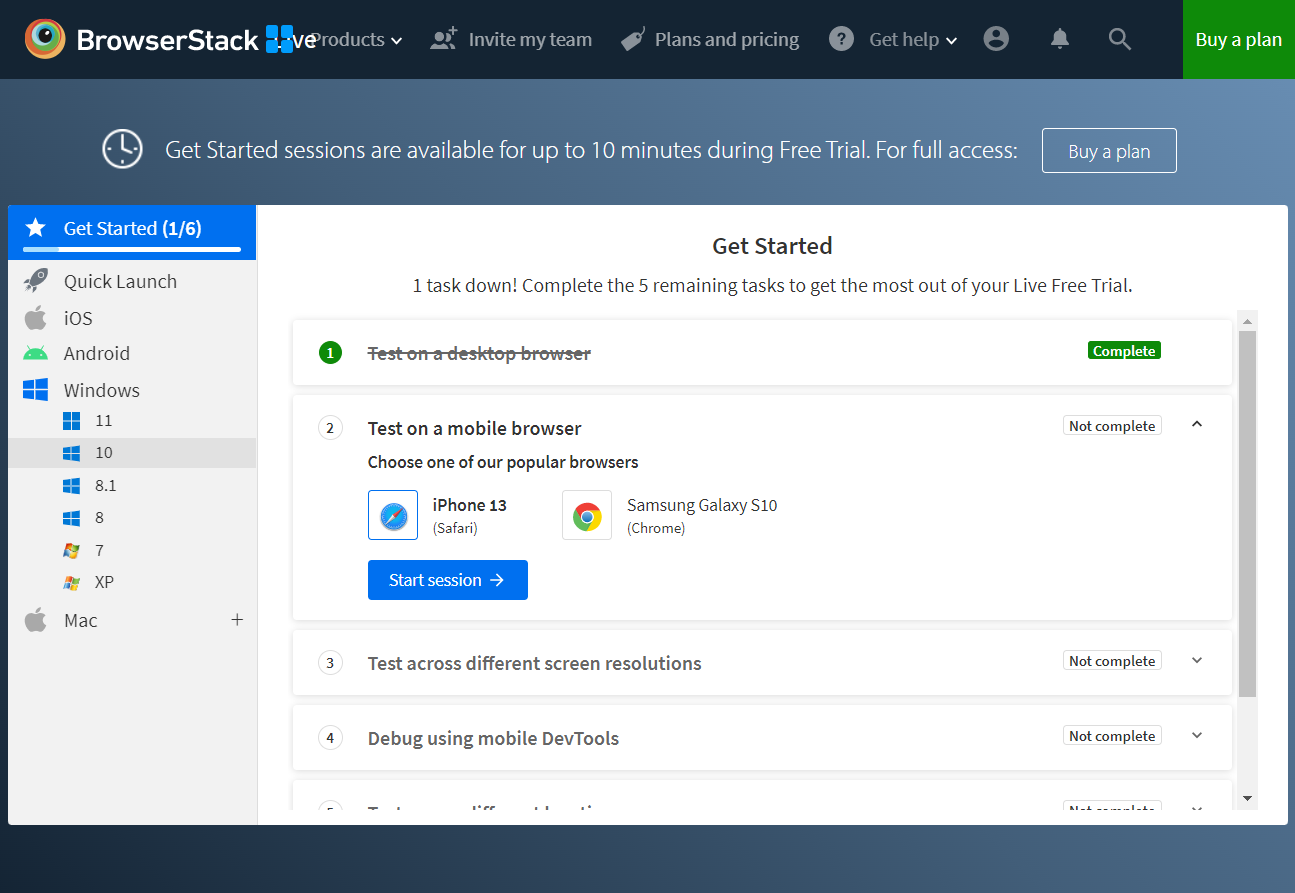 BrowserStack Live
Products
Invite my team
Plans and pricing
? Get help
Buy a plan
Get Started sessions are available for up to 10 minutes during Free Trial. For full access:
Buy a plan
Get Started (1/6)
Quick Launch
iOS
Android
Windows
11
10
8.1
8
7
XP
Mac +
Get Started
1 task down! Complete the 5 remaining tasks to get the most out of your Live Free Trial.
1 Test on a desktop browser Complete
2 Test on a mobile browser Not complete
Choose one of our popular browsers
iPhone 13
(Safari)
Samsung Galaxy S10
(Chrome)
Start session →
3 Test across different screen resolutions Not complete
4 Debug using mobile DevTools Not complete
Not complete